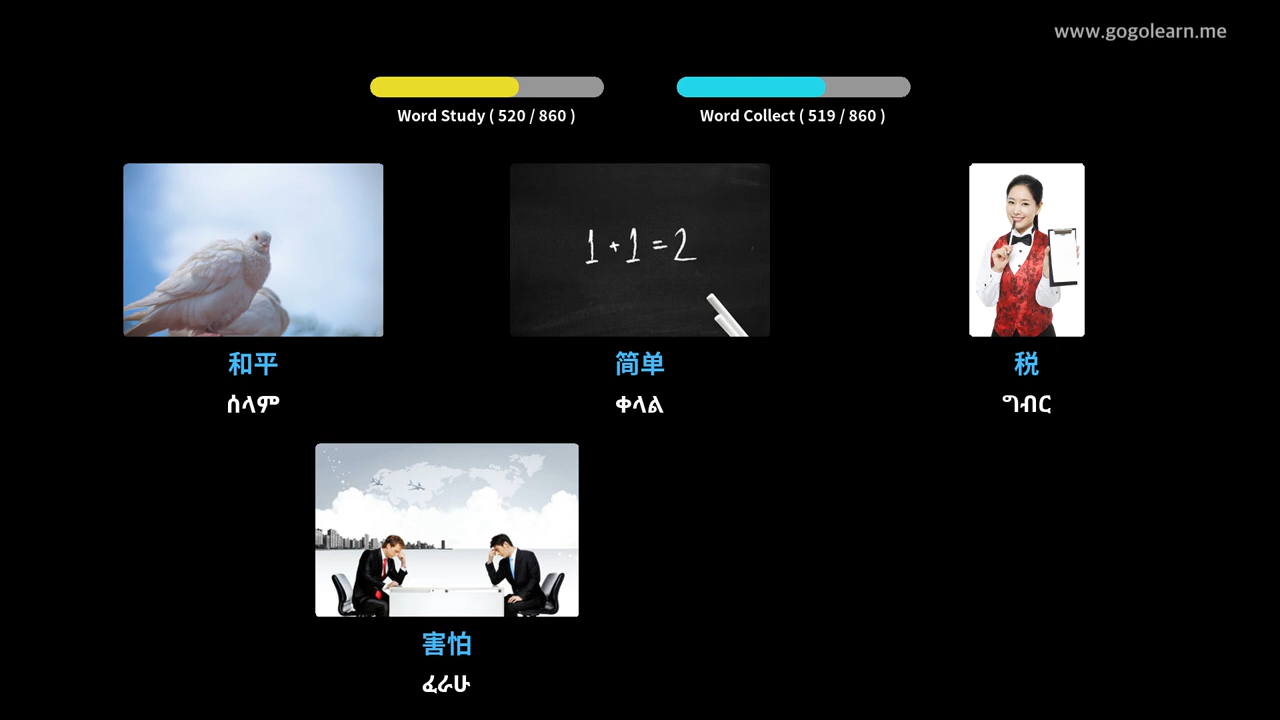 www.gogolearn.me
Word Study ( 520 / 860 )
Word Collect ( 519 / 860 )
1 + 1 = 2
和平
简单
税
ሰላም
ቀላል
ግብር
害怕
ፈራሁ